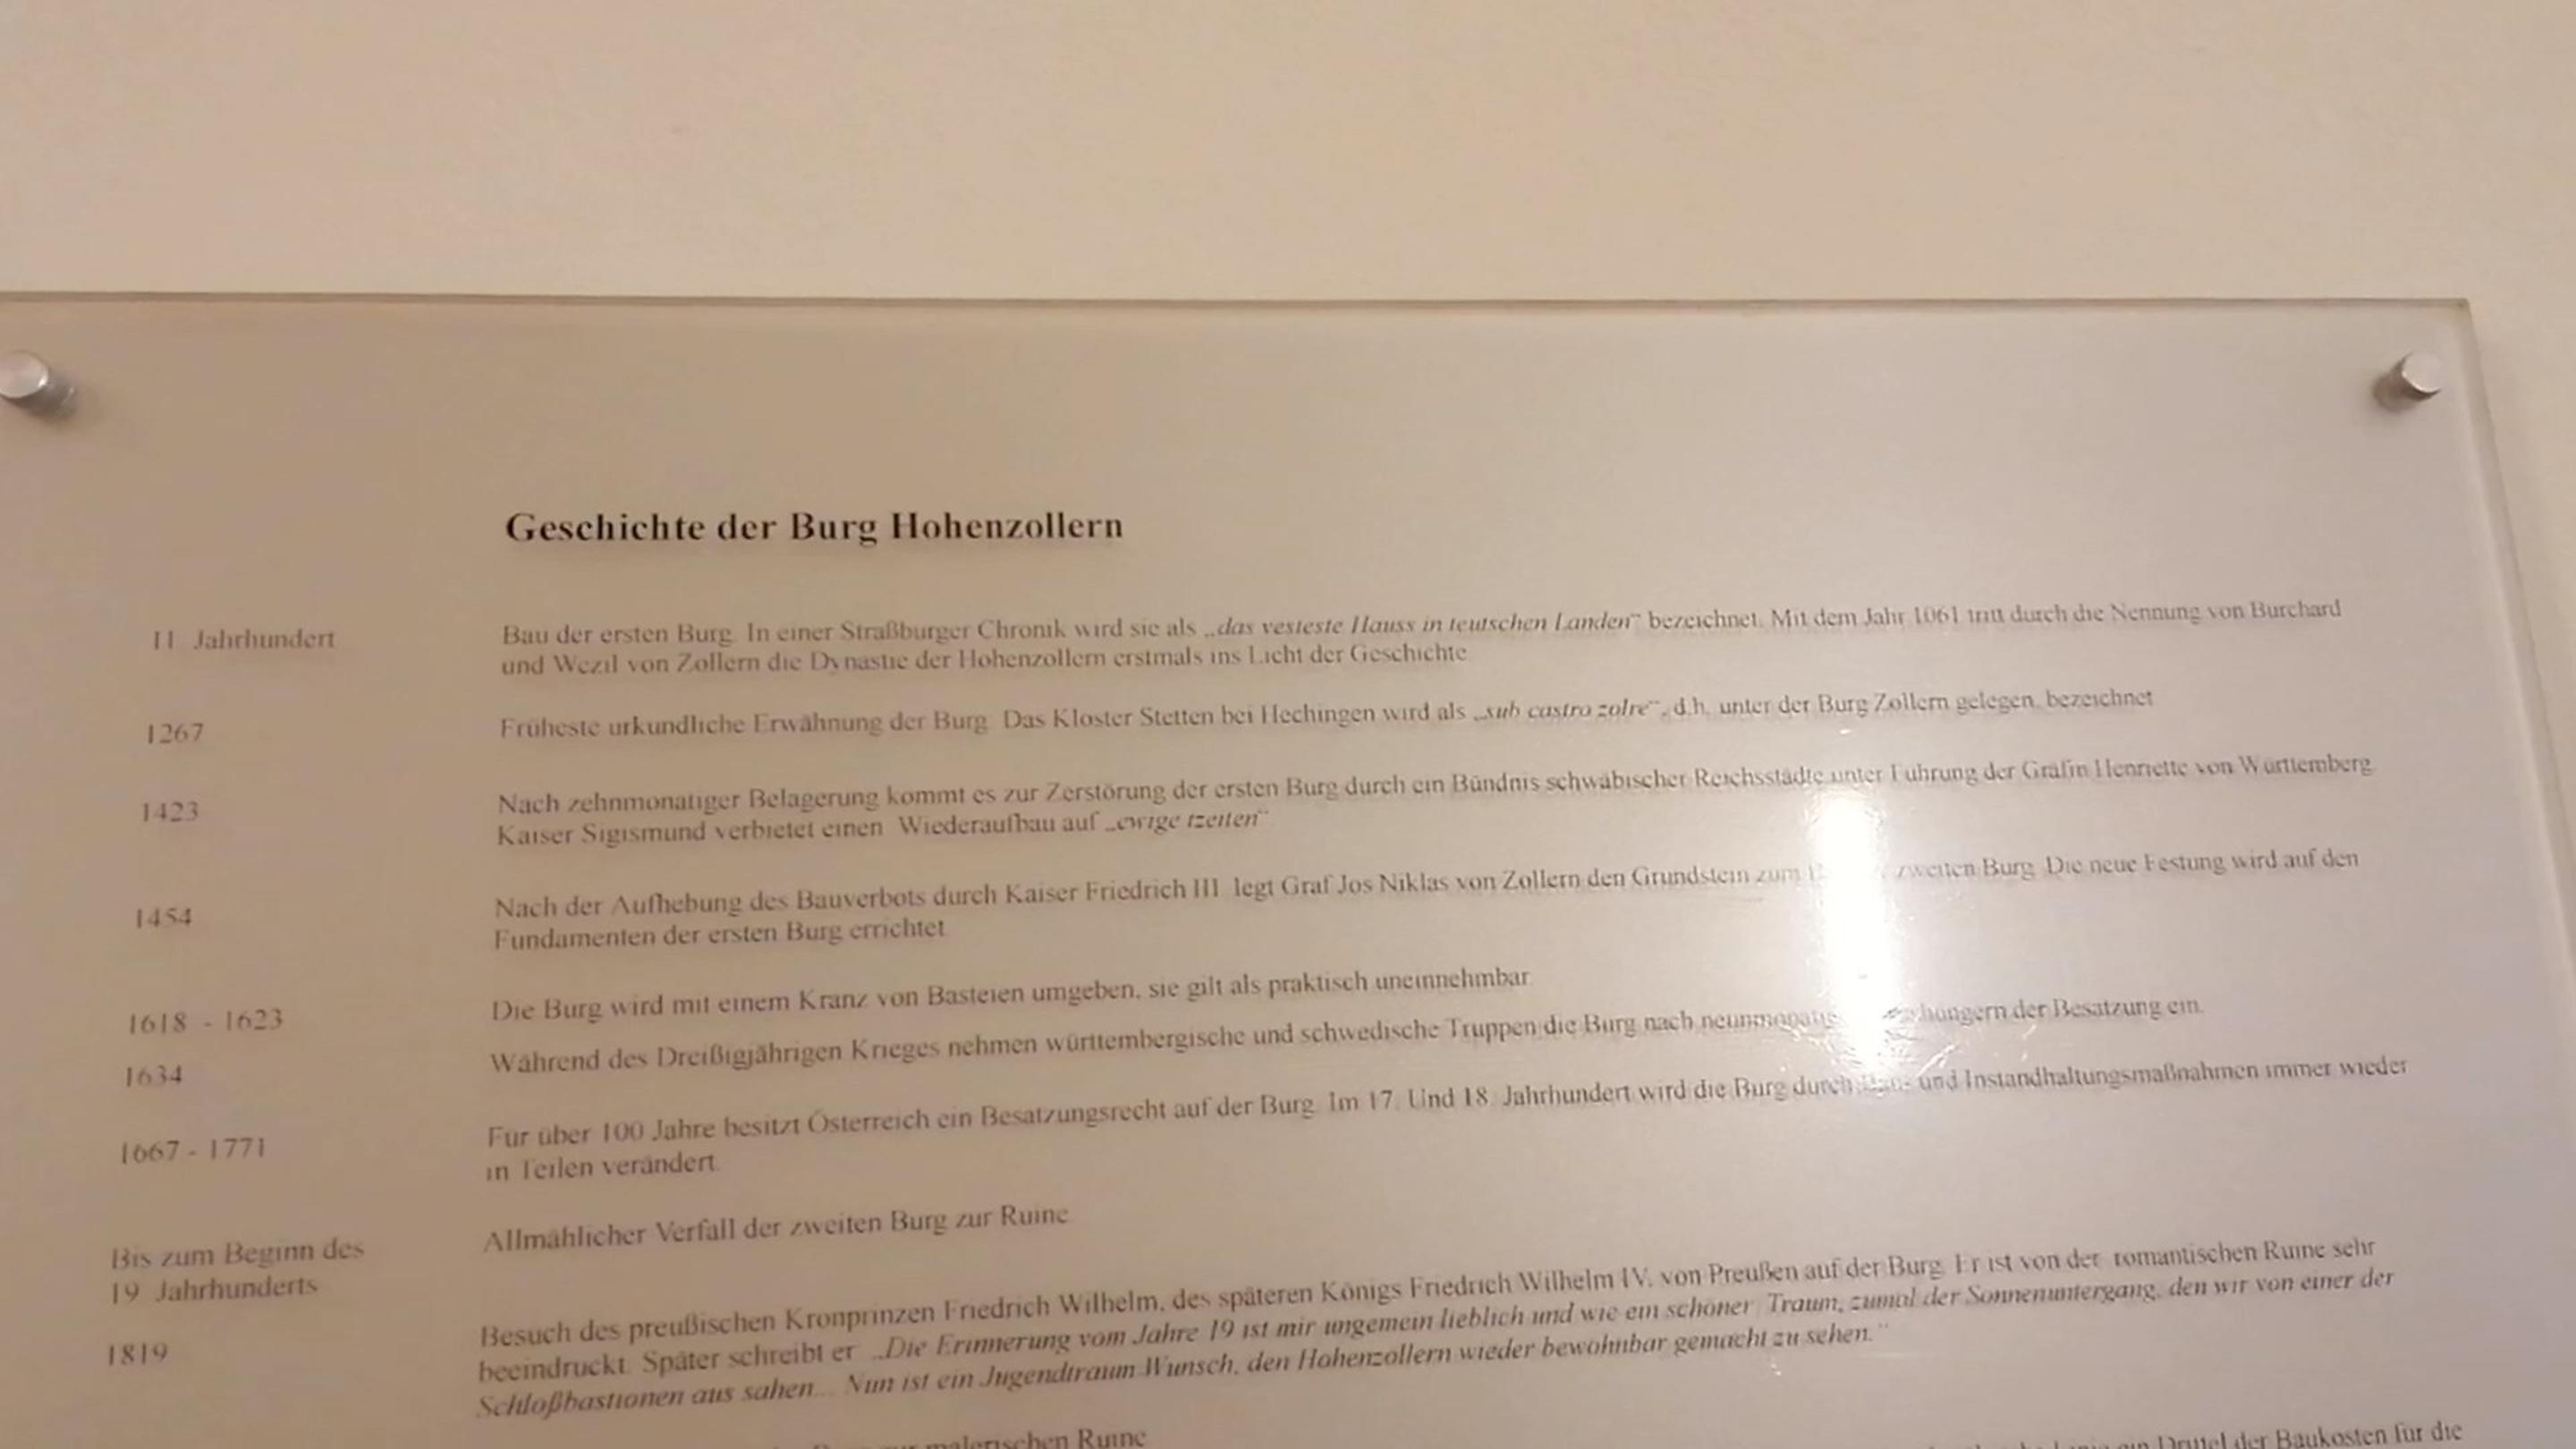 Geschichte der Burg Hohenzollern
11. Jahrhundert
Bau der ersten Burg. In einer Straßburger Chronik wird sie als „das vesteste Hauss in teutschen Landen“ bezeichnet. Mit dem Jahr 1061 tritt durch die Nennung von Burchard
und Wezil von Zollern die Dynastie der Hohenzollern erstmals ins Licht der Geschichte.
1267
Früheste urkundliche Erwähnung der Burg. Das Kloster Stetten bei Hechingen wird als „sub castro zolre“, d.h. unter der Burg Zollern gelegen, bezeichnet
1423
Nach zehnmonatiger Belagerung kommt es zur Zerstörung der ersten Burg durch ein Bündnis schwäbischer Reichsstädte unter Führung der Gräfin Henriette von Württemberg.
Kaiser Sigismund verbietet einen Wiederaufbau auf „ewige tzeiten“
1454
Nach der Aufhebung des Bauverbots durch Kaiser Friedrich III. legt Graf Jos Niklas von Zollern den Grundstein zum zweiten Burg. Die neue Festung wird auf den
Fundamenten der ersten Burg errichtet.
1618 - 1623
Die Burg wird mit einem Kranz von Basteien umgeben, sie gilt als praktisch uneinnehmbar.
1634
Während des Dreißigjährigen Krieges nehmen württembergische und schwedische Truppen die Burg nach der Besatzung ein.
1667 - 1771
Für über 100 Jahre besitzt Österreich ein Besatzungsrecht auf der Burg. Im 17. Und 18. Jahrhundert wird die Burg durch und Instandhaltungsmaßnahmen immer wieder
in Teilen verändert.
Bis zum Beginn des
19. Jahrhunderts
Allmählicher Verfall der zweiten Burg zur Ruine.
1819
Besuch des preußischen Kronprinzen Friedrich Wilhelm, des späteren Königs Friedrich Wilhelm IV. von Preußen auf der Burg. Er ist von der romantischen Ruine sehr
beeindruckt. Später schreibt er: „Die Erinnerung vom Jahre 19 ist mir ungemein lieblich und wie ein schöner Traum, zumal der Sonnenuntergang, den wir von einer der
Schloßbastionen aus sahen... Nun ist ein Jugendtraum-Wunsch, den Hohenzollern wieder bewohnbar gemacht zu sehen.“
malerischen Ruine
Drittel der Baukosten für die